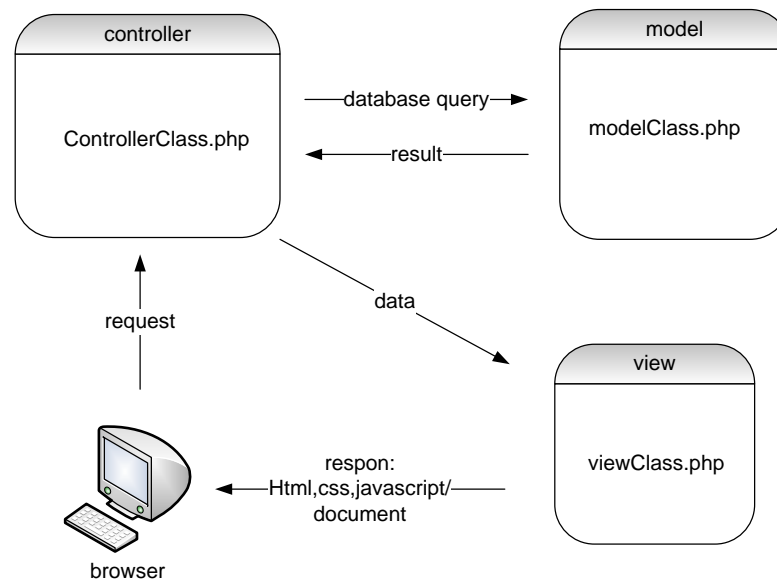 controller
ControllerClass.php
model
modelClass.php
database query
result
data
request
view
viewClass.php
respon:
Html,css,javascript/
document
browser